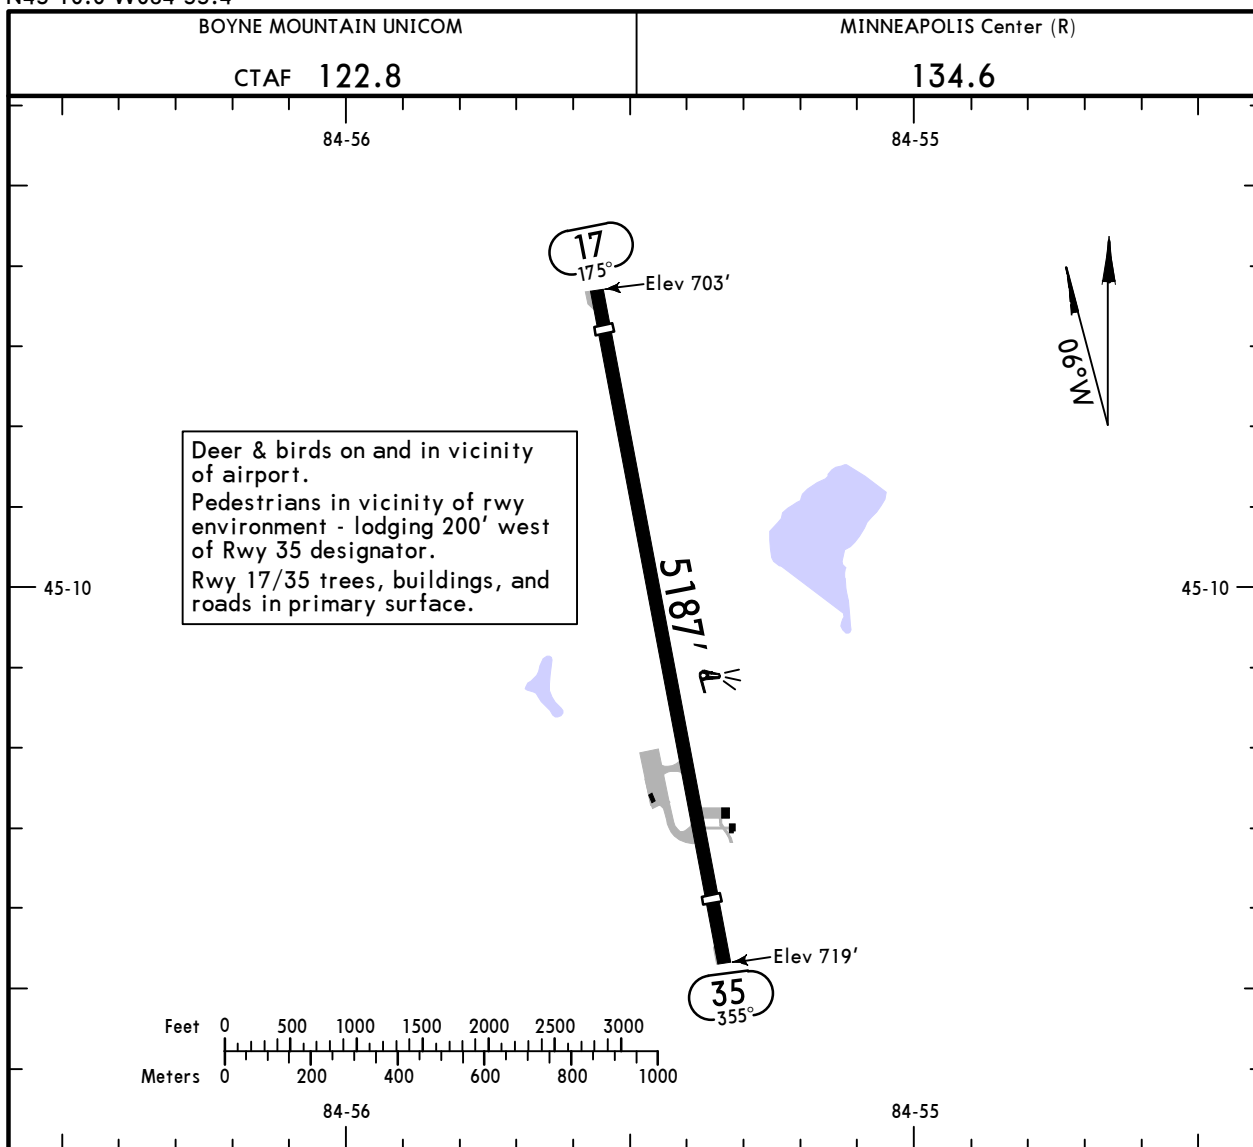 BOYNE MOUNTAIN UNICOM
CTAF 122.8
MINNEAPOLIS Center (R)
134.6
84-56
84-55
17
175°
Elev 703'
06°W
Deer & birds on and in vicinity
of airport.
Pedestrians in vicinity of rwy
environment - lodging 200' west
of Rwy 35 designator.
Rwy 17/35 trees, buildings, and
roads in primary surface.
5187'
45-10
45-10
Elev 719'
35
355°
Feet 0 500 1000 1500 2000 2500 3000
Meters 0 200 400 600 800 1000
84-56
84-55